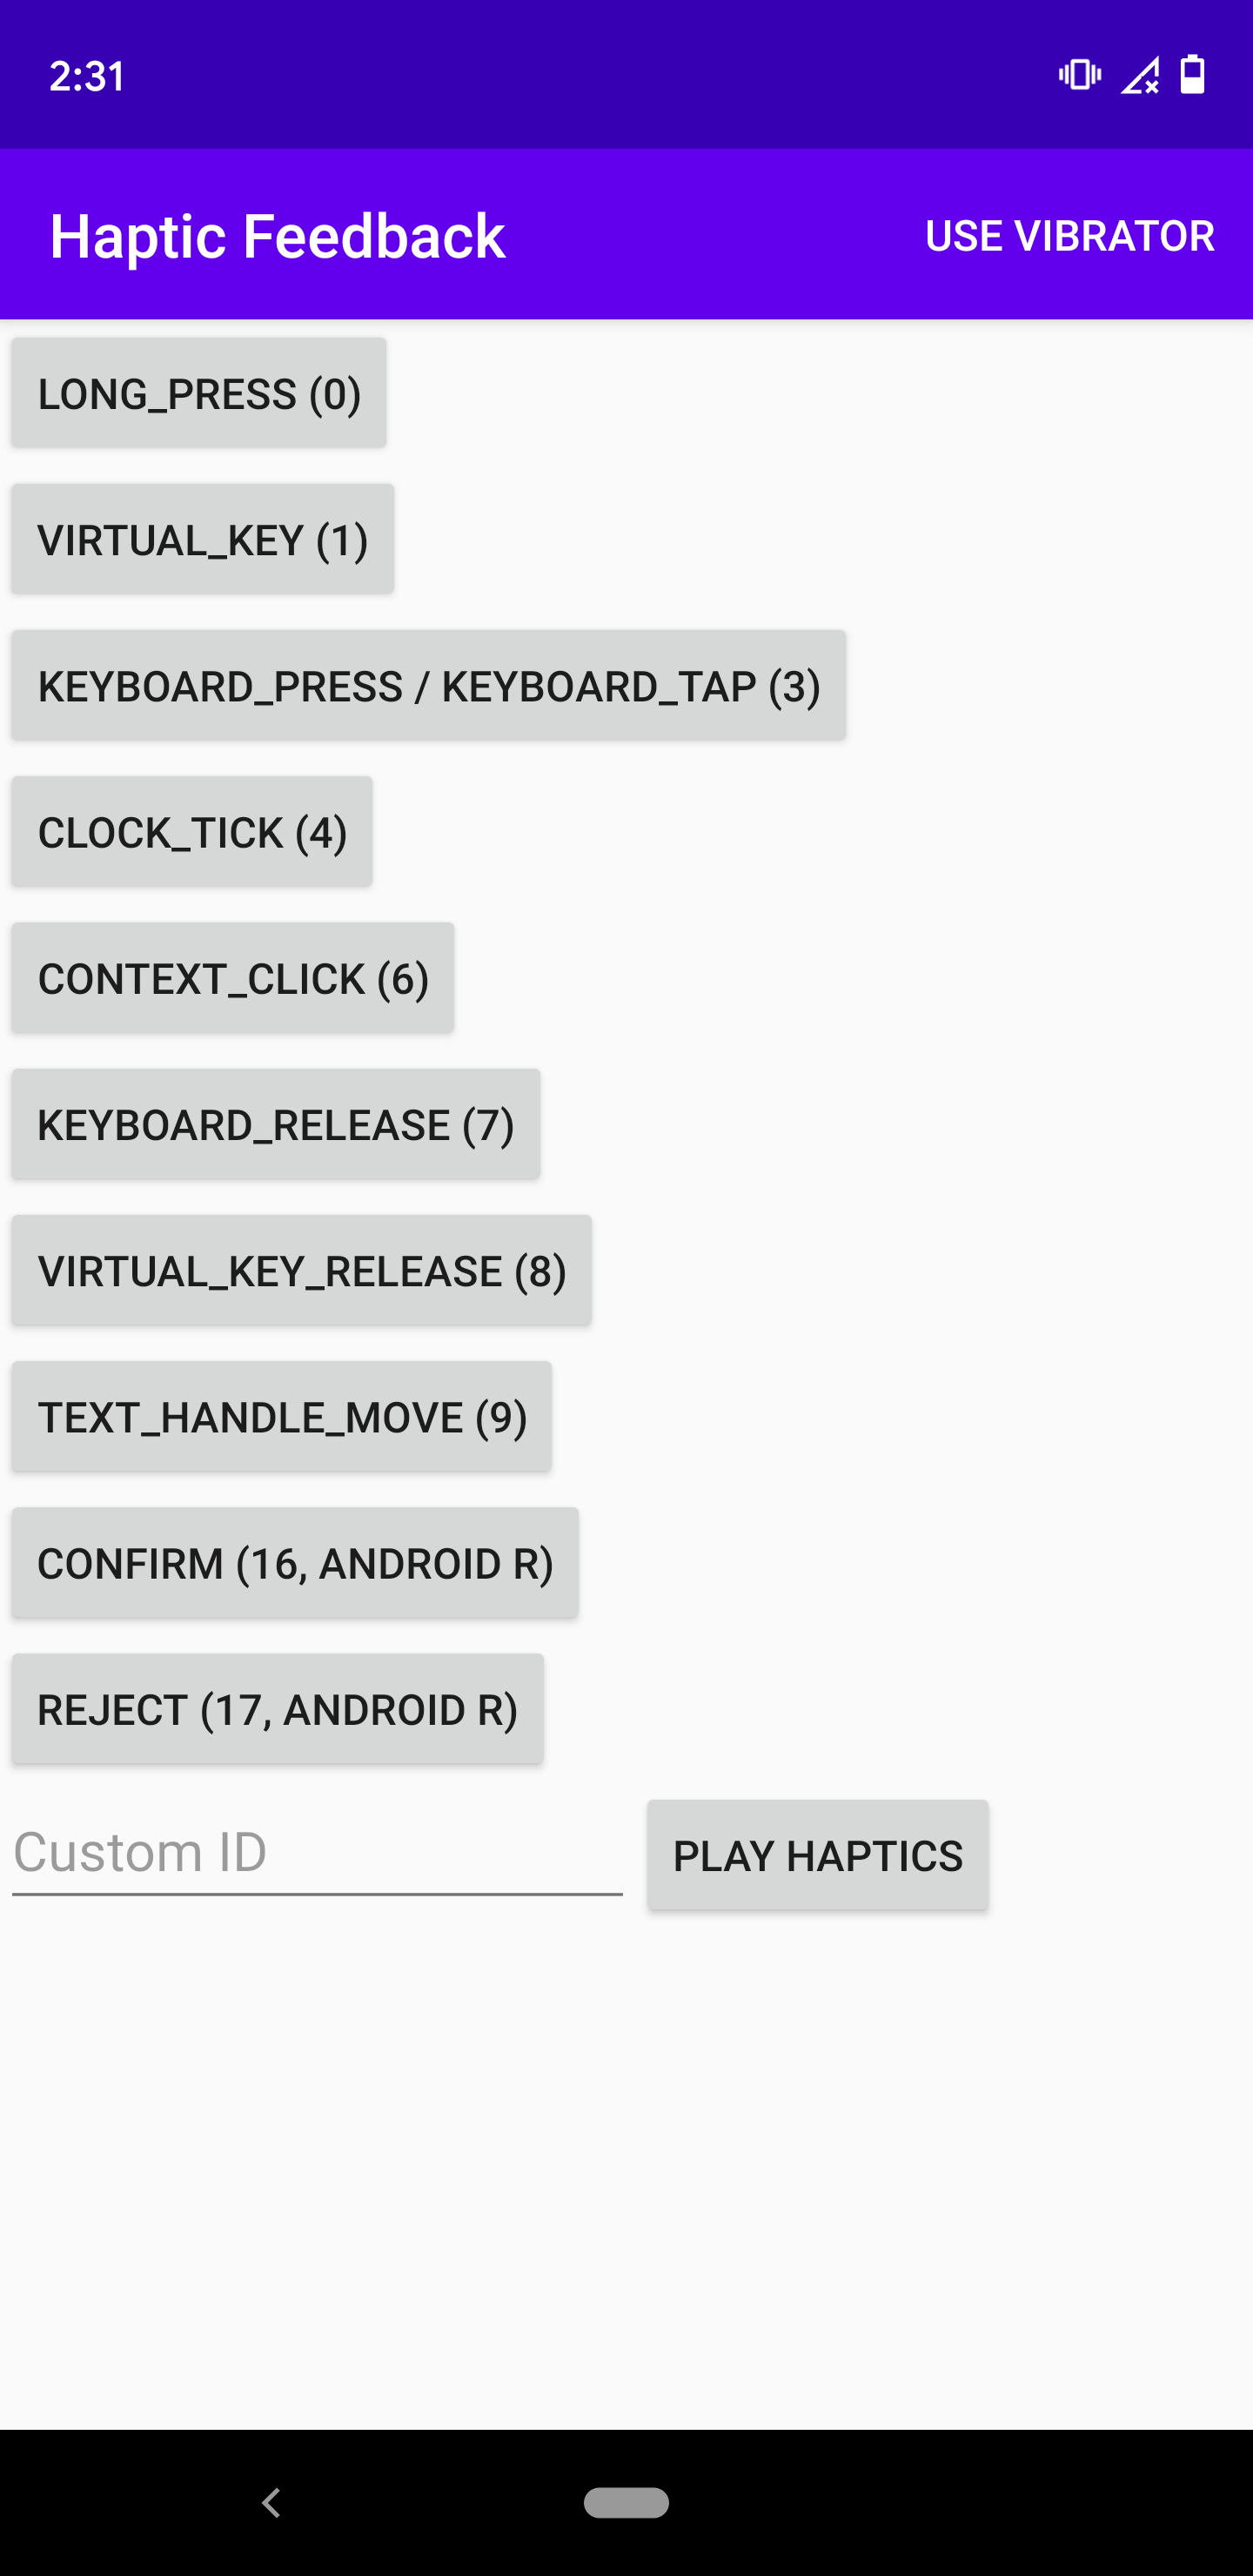 2:31
Haptic Feedback USE VIBRATOR
LONG_PRESS (0)
VIRTUAL_KEY (1)
KEYBOARD_PRESS / KEYBOARD_TAP (3)
CLOCK_TICK (4)
CONTEXT_CLICK (6)
KEYBOARD_RELEASE (7)
VIRTUAL_KEY_RELEASE (8)
TEXT_HANDLE_MOVE (9)
CONFIRM (16, ANDROID R)
REJECT (17, ANDROID R)
Custom ID PLAY HAPTICS